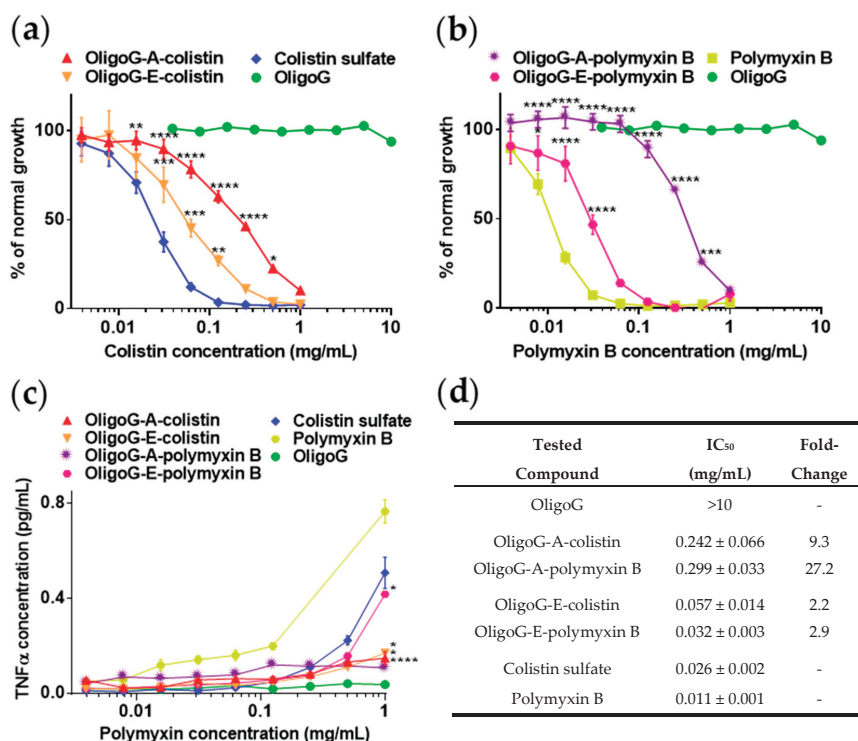 (a)
OligoG-A-colistin Colistin sulfate
OligoG-E-colistin OligoG
% of normal growth
100
50
0
** **** **** **** **** *
*** *** **
0.01 0.1 1 10
Colistin concentration (mg/mL)
(b)
OligoG-A-polymyxin B Polymyxin B
OligoG-E-polymyxin B OligoG
% of normal growth
100
50
0
**** **** **** **** **** **** ***
* **** ****
0.01 0.1 1 10
Polymyxin B concentration (mg/mL)
(c)
OligoG-A-colistin Colistin sulfate
OligoG-E-colistin Polymyxin B
OligoG-A-polymyxin B OligoG
OligoG-E-polymyxin B
TNFα concentration (pg/mL)
0.8
0.4
0.0
*
*
*
****
0.01 0.1 1
Polymyxin concentration (mg/mL)
(d)
Tested IC₅₀ Fold-
Compound (mg/mL) Change
OligoG >10 -
OligoG-A-colistin 0.242 ± 0.066 9.3
OligoG-A-polymyxin B 0.299 ± 0.033 27.2
OligoG-E-colistin 0.057 ± 0.014 2.2
OligoG-E-polymyxin B 0.032 ± 0.003 2.9
Colistin sulfate 0.026 ± 0.002 -
Polymyxin B 0.011 ± 0.001 -